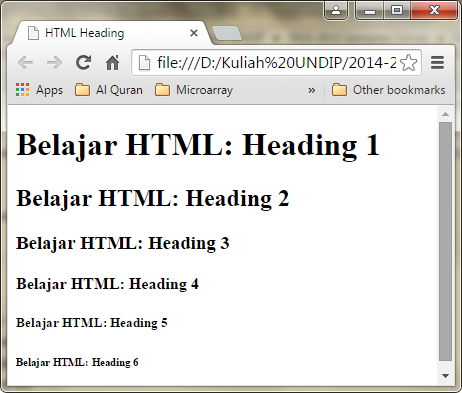 HTML Heading
file:///D:/Kuliah%20UNDIP/2014-2
Apps Al Quran Microarray » Other bookmarks
Belajar HTML: Heading 1
Belajar HTML: Heading 2
Belajar HTML: Heading 3
Belajar HTML: Heading 4
Belajar HTML: Heading 5
Belajar HTML: Heading 6